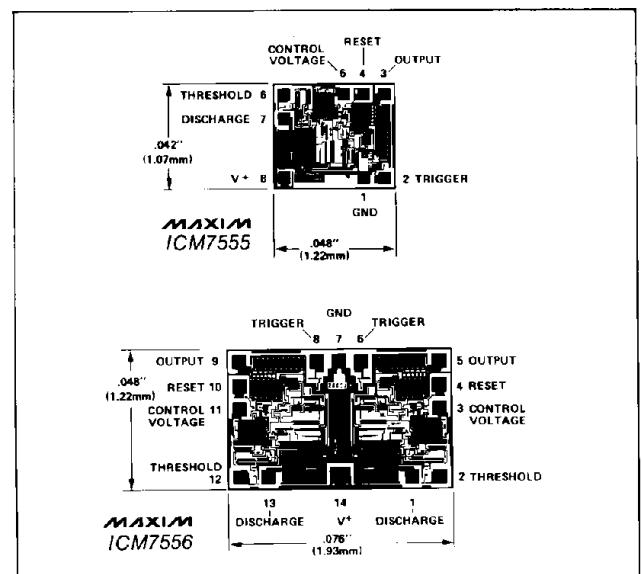 RESET
CONTROL VOLTAGE 5 4 3 OUTPUT
THRESHOLD 6
DISCHARGE 7
.042"
(1.07mm)
V+ 8
2 TRIGGER
1
GND
MAXIM
ICM7555
.048"
(1.22mm)
GND
TRIGGER TRIGGER
8 7 6
OUTPUT 9
5 OUTPUT
RESET 10
4 RESET
.048"
(1.22mm)
CONTROL 11
VOLTAGE
3 CONTROL
VOLTAGE
THRESHOLD
12
2 THRESHOLD
13 14 1
DISCHARGE V+ DISCHARGE
MAXIM
ICM7556
.076"
(1.93mm)